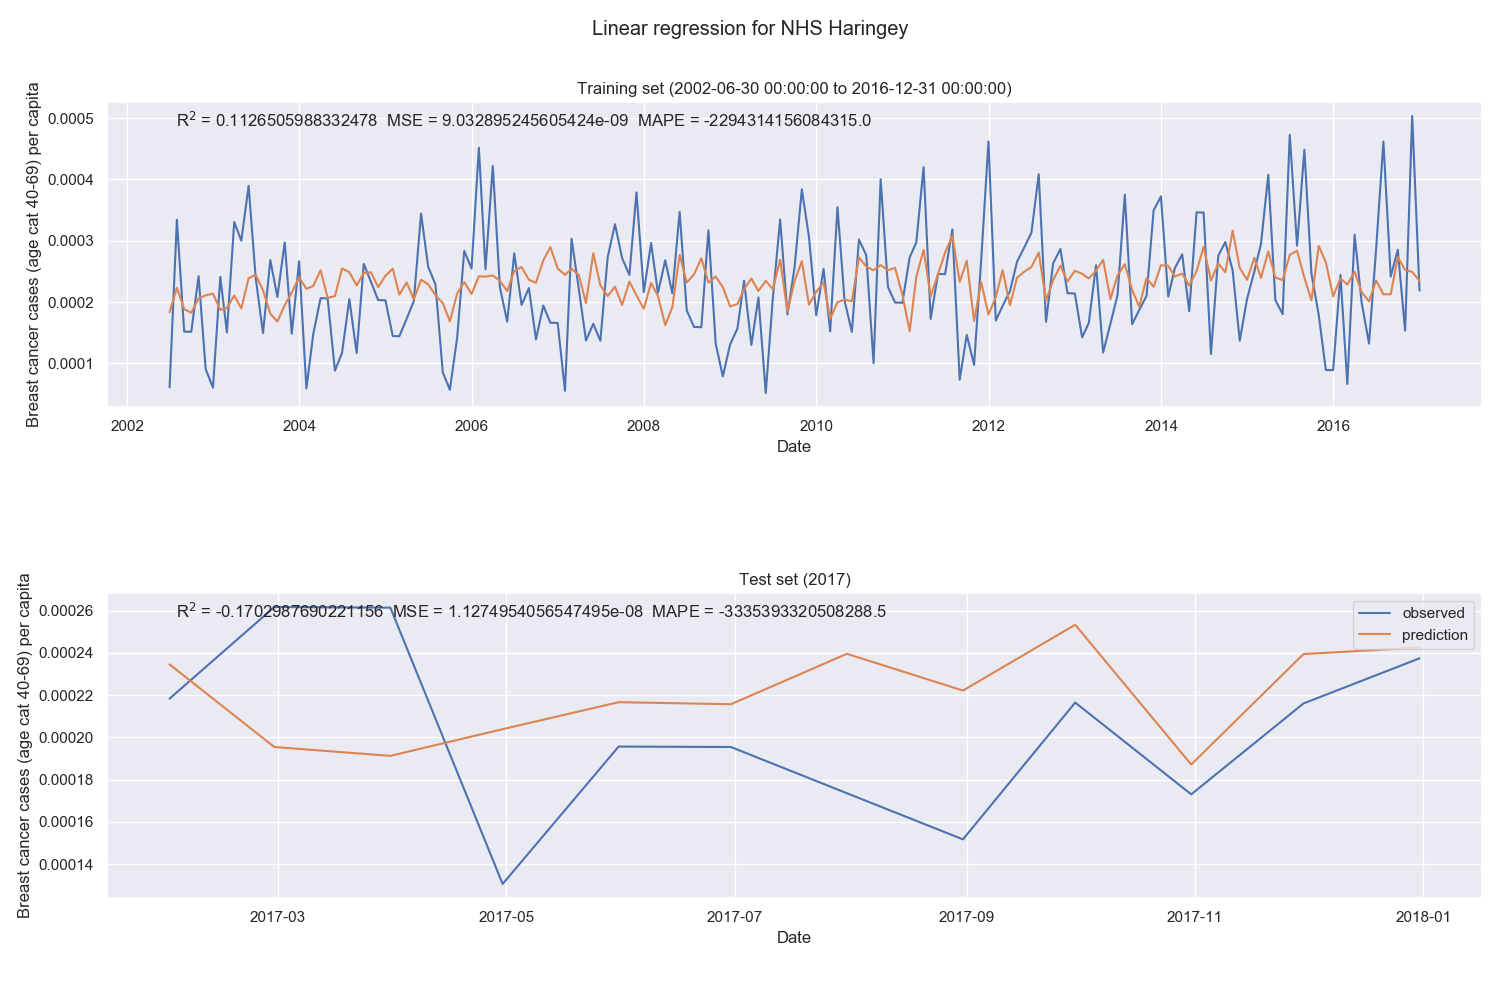 Linear regression for NHS Haringey
Training set (2002-06-30 00:00:00 to 2016-12-31 00:00:00)
R² = 0.1126505988332478 MSE = 9.032895245605424e-09 MAPE = -2294314156084315.0
Breast cancer cases (age cat 40-69) per capita
0.0005
0.0004
0.0003
0.0002
0.0001
2002 2004 2006 2008 2010 2012 2014 2016
Date
Test set (2017)
R² = -0.1702987690221156 MSE = 1.1274954056547495e-08 MAPE = -3335393320508288.5
observed
prediction
Breast cancer cases (age cat 40-69) per capita
0.00026
0.00024
0.00022
0.00020
0.00018
0.00016
0.00014
2017-03 2017-05 2017-07 2017-09 2017-11 2018-01
Date